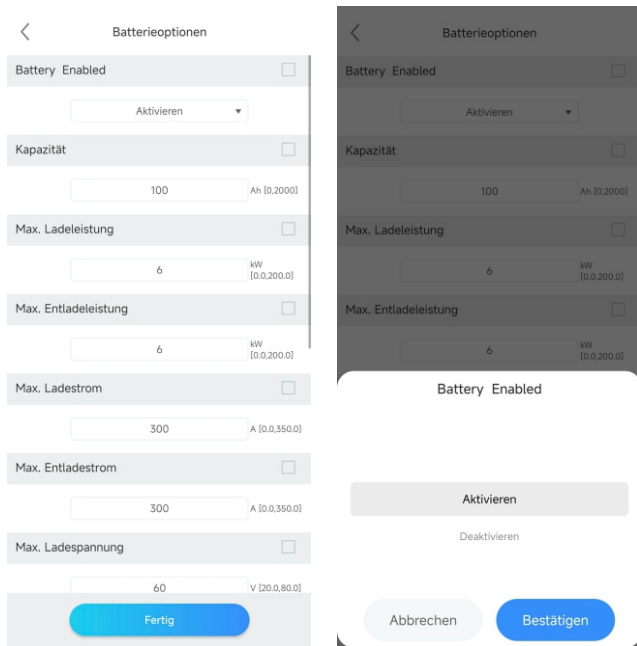 Batterieoptionen
Battery Enabled
Aktivieren
Kapazität
100 Ah [0,2000]
Max. Ladeleistung
6 kW
[0.0,200.0]
Max. Entladeleistung
6 kW
[0.0,200.0]
Max. Ladestrom
300 A [0.0,350.0]
Max. Entladestrom
300 A [0.0,350.0]
Max. Ladespannung
60 V [20.0,80.0]
Fertig
Batterieoptionen
Battery Enabled
Aktivieren
Kapazität
100 Ah [0,2000]
Max. Ladeleistung
6 kW
[0.0,200.0]
Max. Entladeleistung
6 kW
[0.0,200.0]
Battery Enabled
Aktivieren
Deaktivieren
Abbrechen Bestätigen